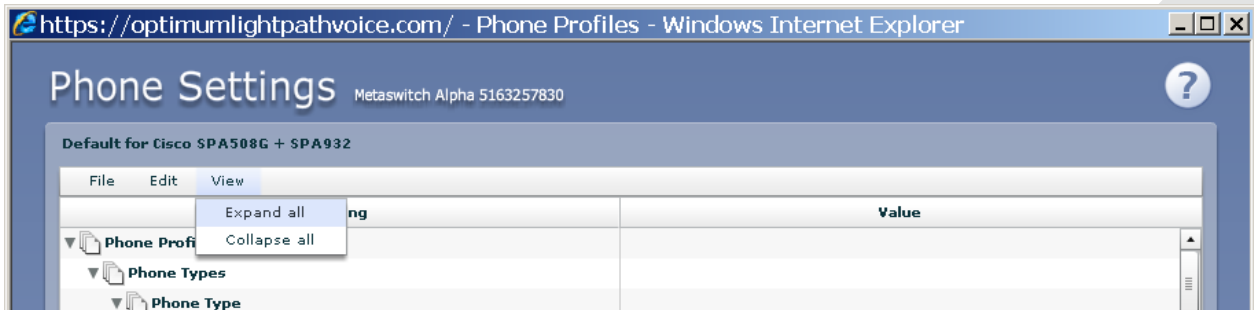 https://optimumlightpathvoice.com/ - Phone Profiles - Windows Internet Explorer
Phone Settings Metaswitch Alpha 5163257830 ?
Default for Cisco SPA508G + SPA932
File Edit View
Expand all ng Value
Phone Profi Collapse all
Phone Types
Phone Type